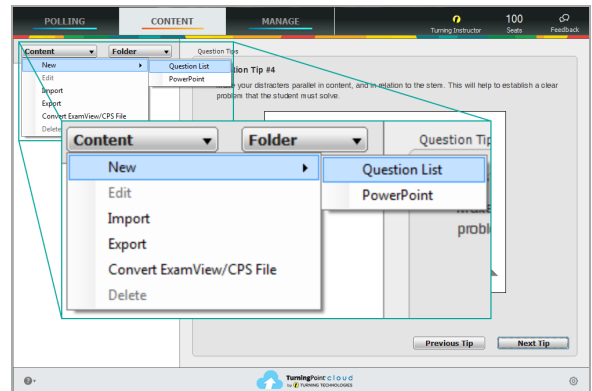 POLLING
CONTENT
MANAGE
Turning Instructor
100
Seats
Feedback
Content
Folder
Question Tips
New
Question List
Edit
PowerPoint
Import
Export
Convert ExamView/CPS File
Delete
tion Tip #4
your distracters parallel in content, and in relation to the stem. This will help to establish a clear
problem that the student must solve.
Content
Folder
Question Tip
New
Question List
Edit
PowerPoint
Import
Export
Convert ExamView/CPS File
Delete
probl
Previous Tip
Next Tip
TurningPoint cloud
by TURNING TECHNOLOGIES